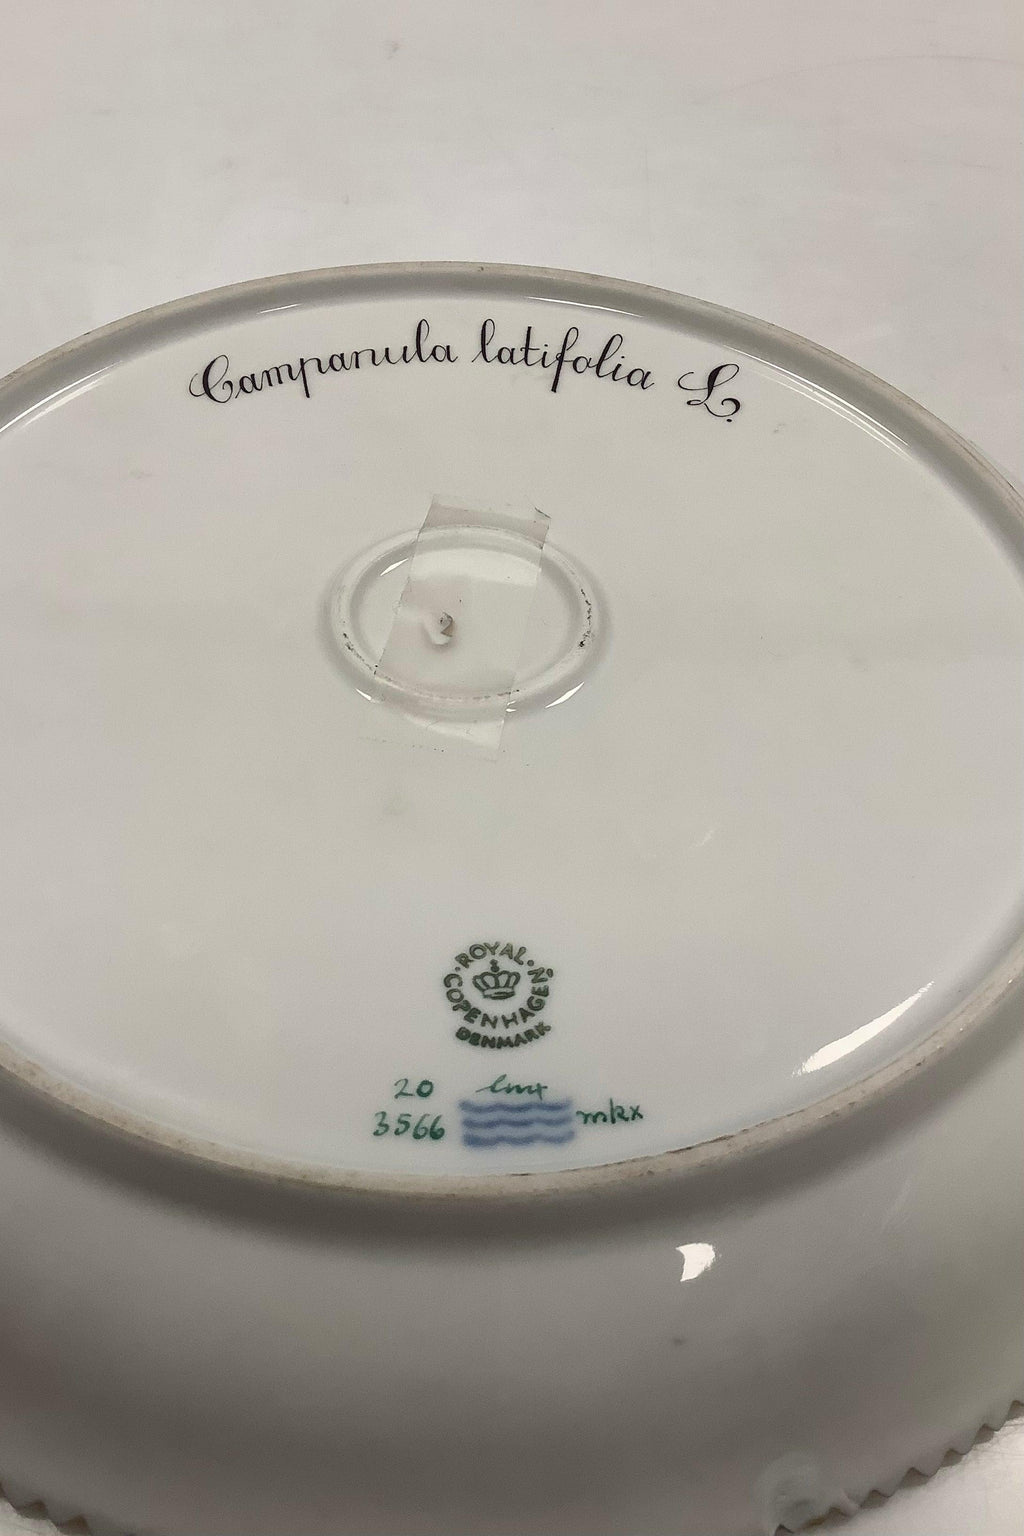 Campanula latifolia L.
ROYAL COPENHAGEN
DENMARK
20
3566